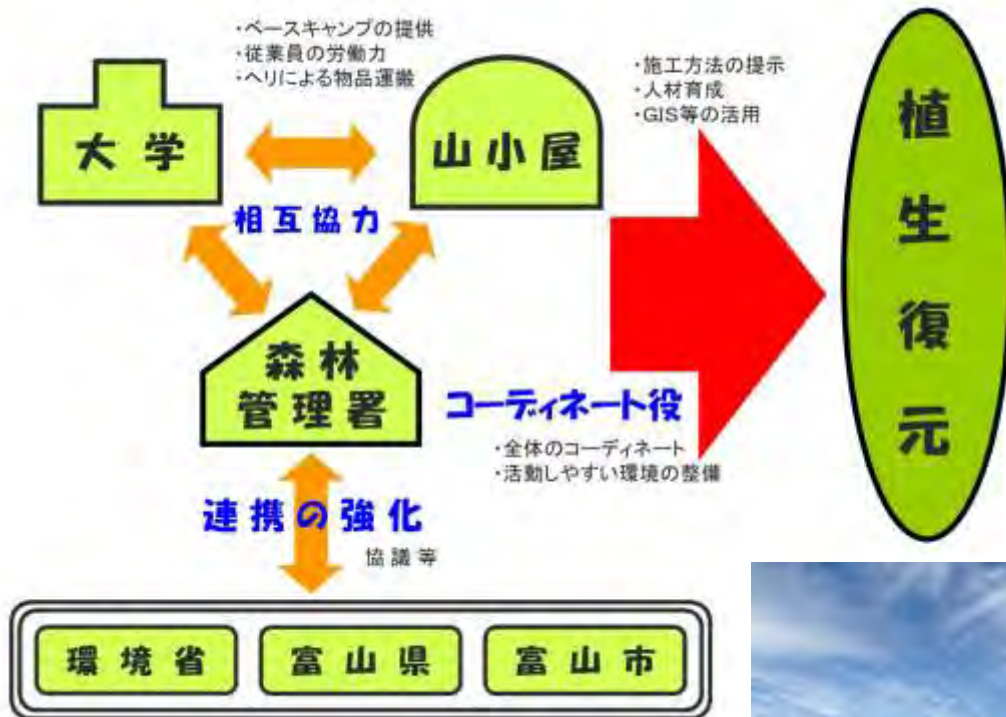 ・ベースキャンプの提供
・従業員の労働力
・ヘリによる物品運搬
・施工方法の提示
・人材育成
・GIS等の活用
大学
山小屋
相互協力
植生復元
森林
管理署
コーディネート役
・全体のコーディネート
・活動しやすい環境の整備
連携の強化
協議等
環境省
富山県
富山市